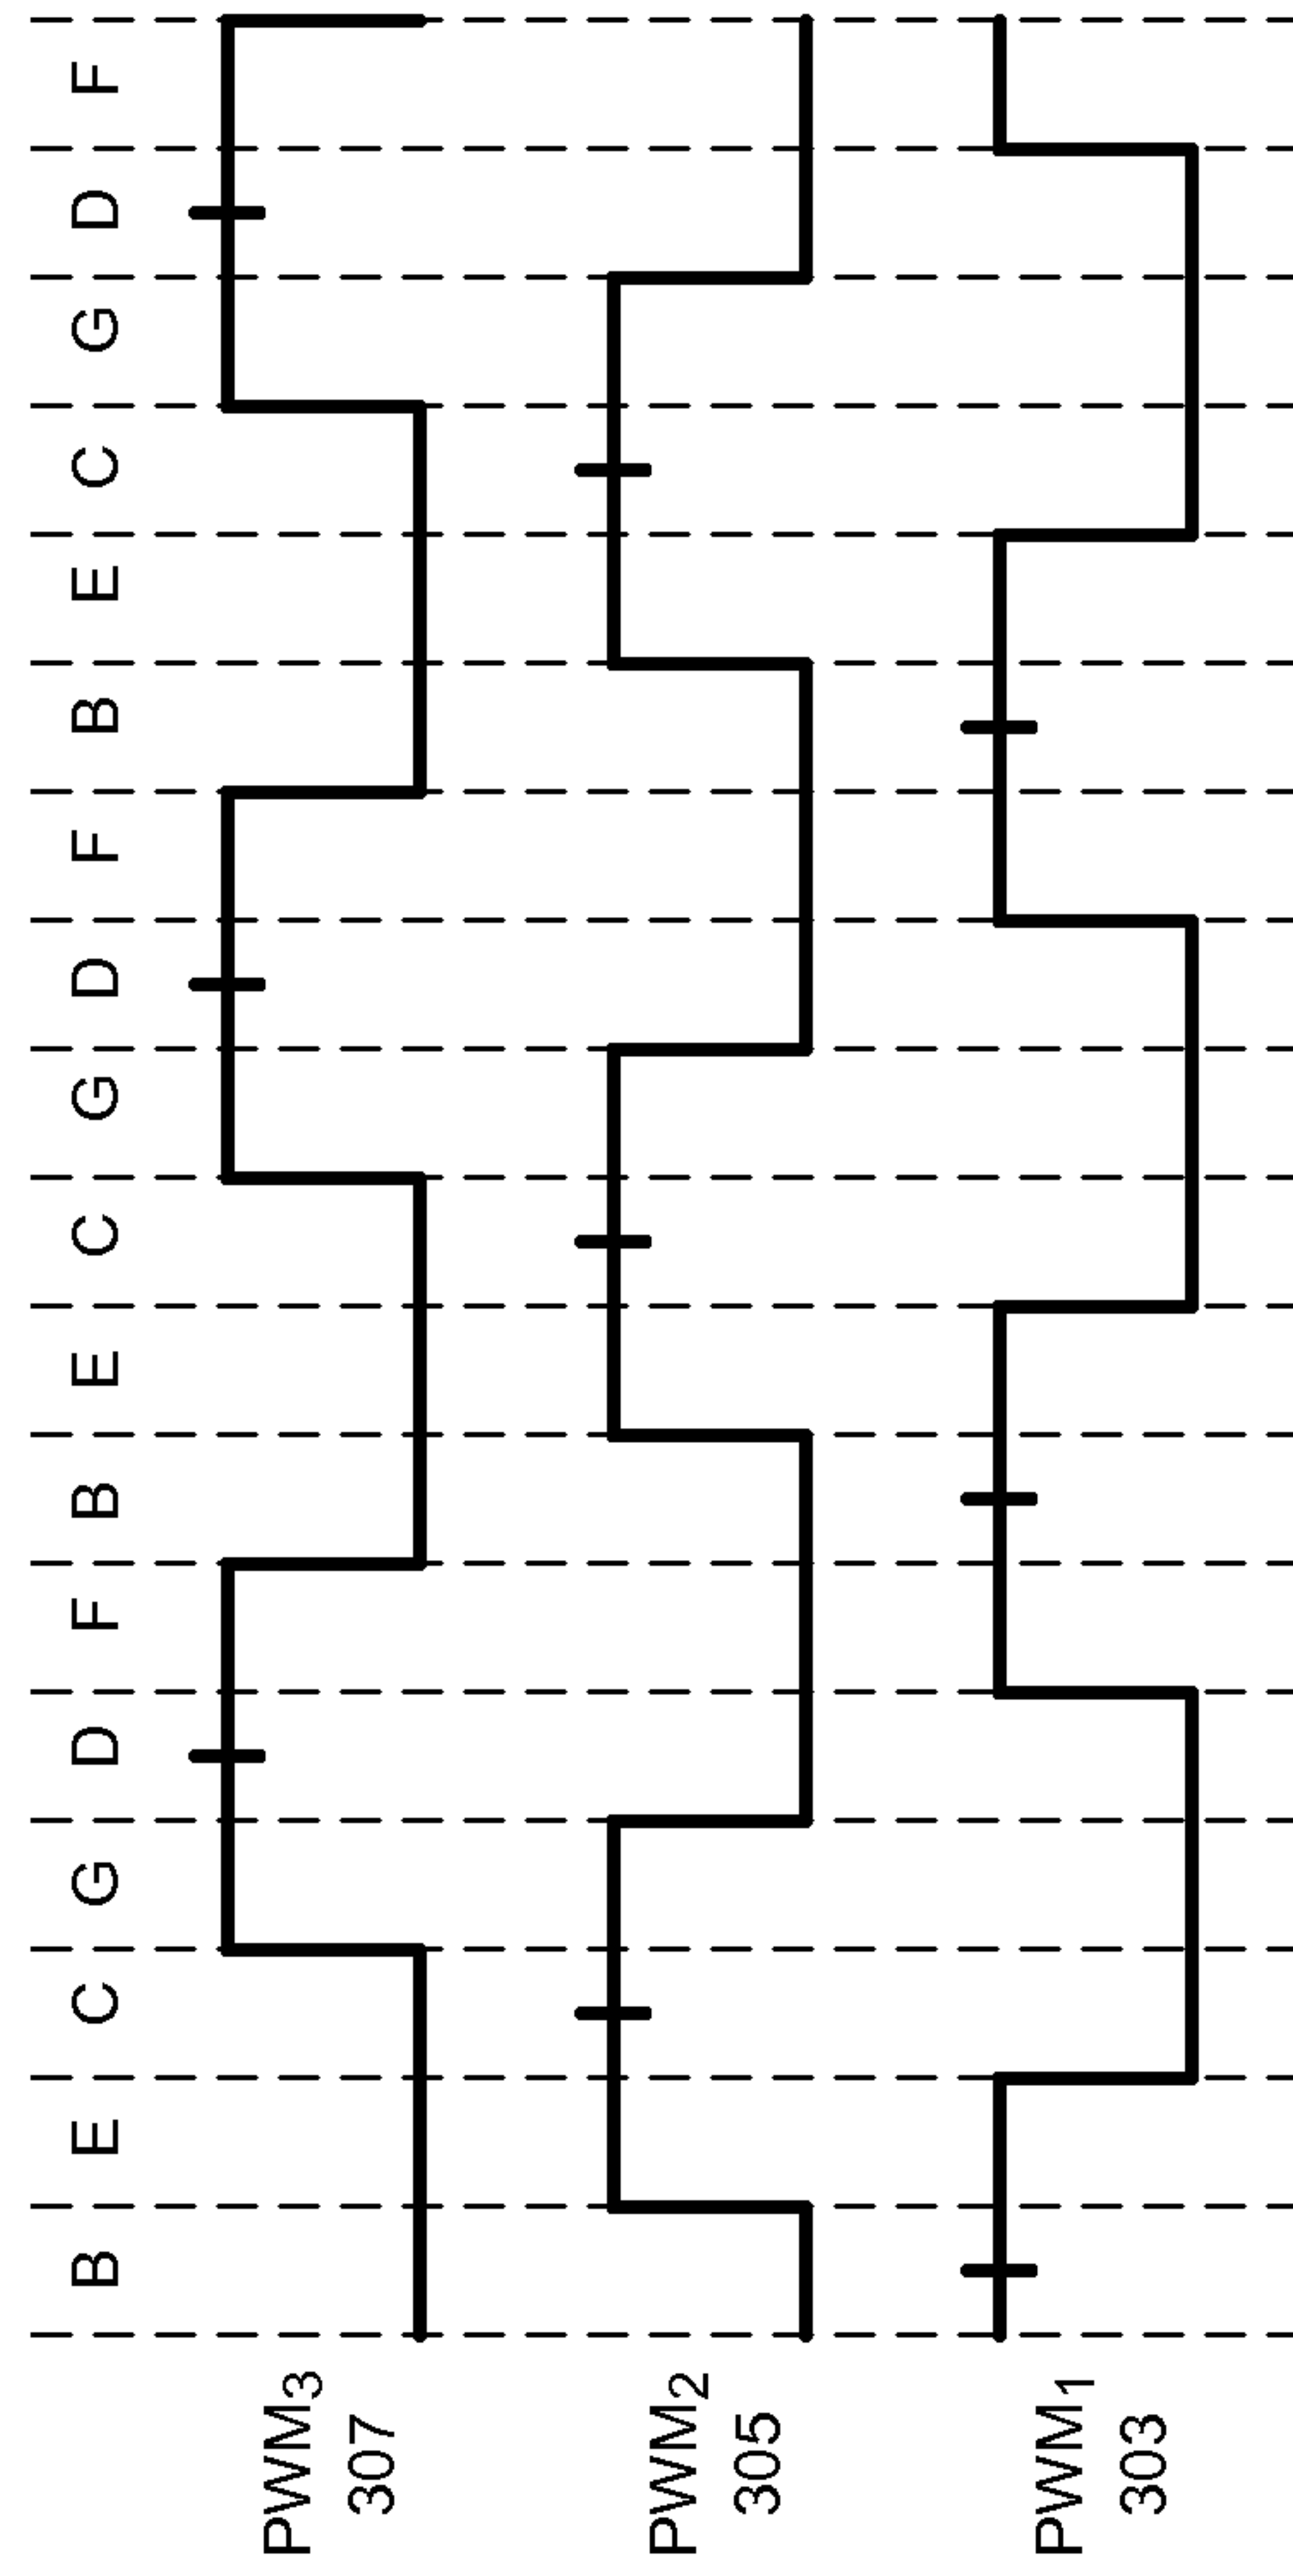 B E C G D F B E C G D F B E C G D F
PWM₃
307
PWM₂
305
PWM₁
303